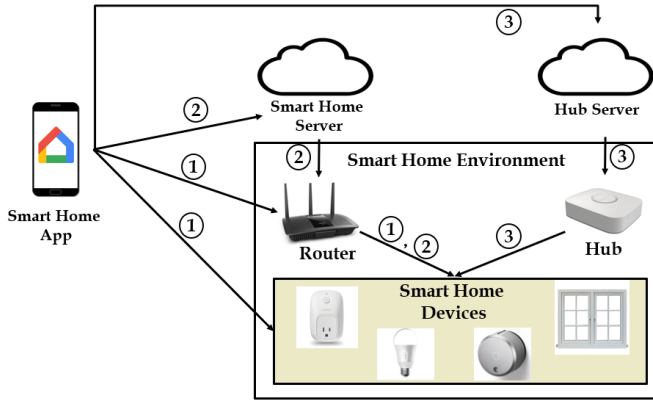 ③
Smart Home
Server
Hub Server
②
②
③
Smart Home Environment
①
Smart Home
App
①
Router
①, ②
③
Hub
Smart Home
Devices